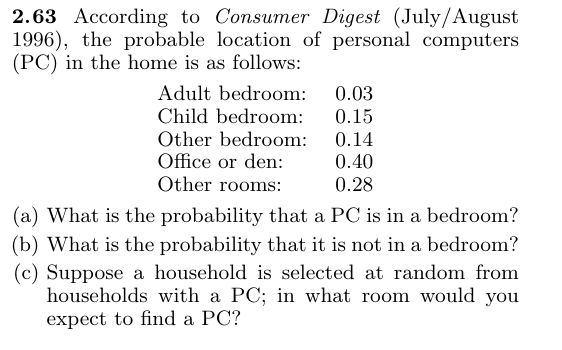 2.63 According to Consumer Digest (July/August
1996), the probable location of personal computers
(PC) in the home is as follows:
Adult bedroom: 0.03
Child bedroom: 0.15
Other bedroom: 0.14
Office or den: 0.40
Other rooms: 0.28
(a) What is the probability that a PC is in a bedroom?
(b) What is the probability that it is not in a bedroom?
(c) Suppose a household is selected at random from
households with a PC; in what room would you
expect to find a PC?